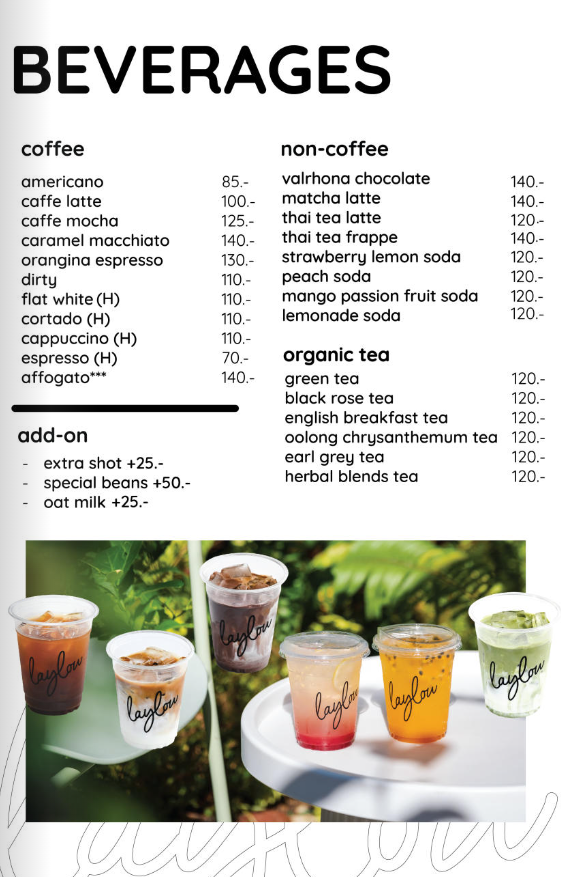 BEVERAGES
coffee
americano 85.-
caffe latte 100.-
caffe mocha 125.-
caramel macchiato 140.-
orangina espresso 130.-
dirty 110.-
flat white (H) 110.-
cortado (H) 110.-
cappuccino (H) 110.-
espresso (H) 70.-
affogato*** 140.-
add-on
- extra shot +25.-
- special beans +50.-
- oat milk +25.-
non-coffee
valrhona chocolate 140.-
matcha latte 140.-
thai tea latte 120.-
thai tea frappe 140.-
strawberry lemon soda 120.-
peach soda 120.-
mango passion fruit soda 120.-
lemonade soda 120.-
organic tea
green tea 120.-
black rose tea 120.-
english breakfast tea 120.-
oolong chrysanthemum tea 120.-
earl grey tea 120.-
herbal blends tea 120.-
laylow
laylow
laylow
laylow
laylow
laylow
laylow